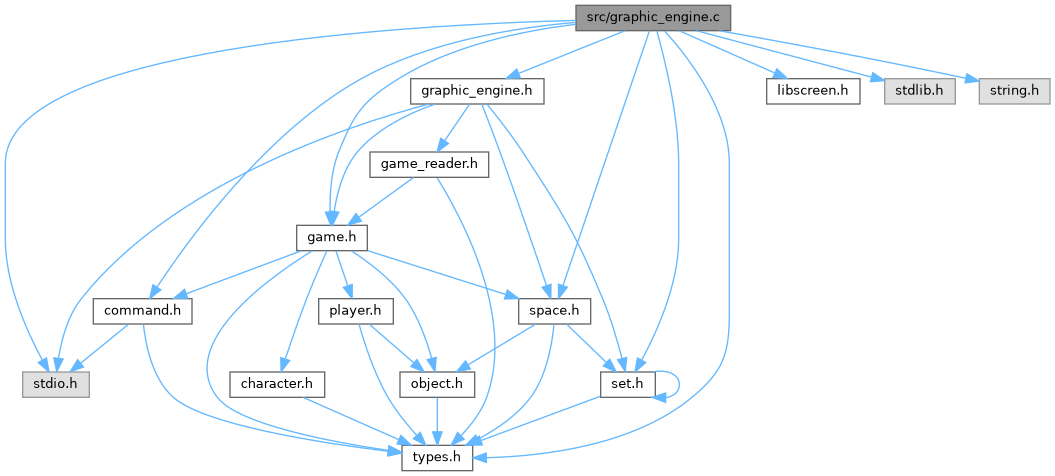 src/graphic_engine.c
graphic_engine.h
libscreen.h
stdlib.h
string.h
game_reader.h
game.h
command.h
player.h
space.h
stdio.h
character.h
object.h
set.h
types.h